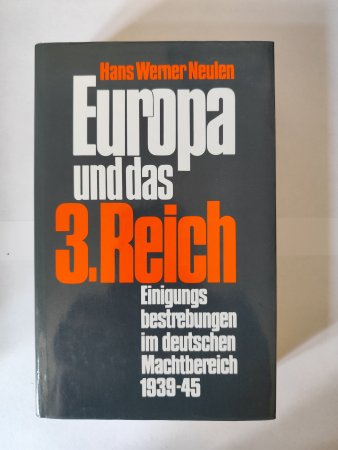 Hans Werner Neulen
Europa
und das
3.Reich
Einigungs
bestrebungen
im deutschen
Machtbereich
1939-45